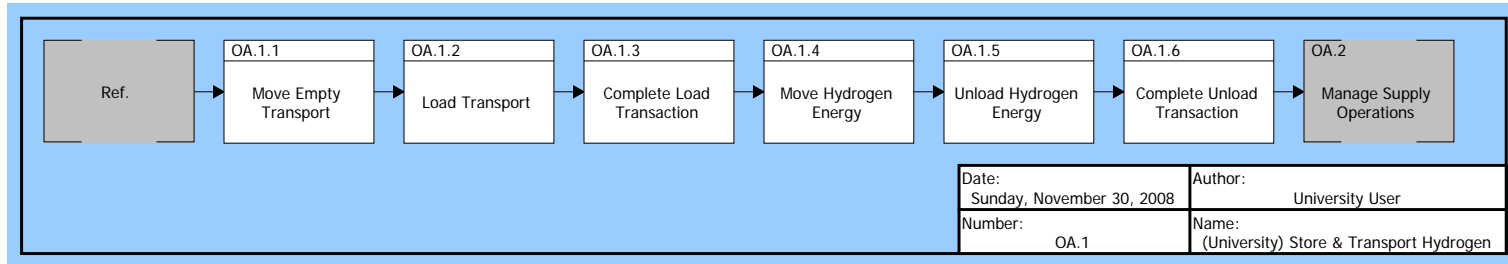 Ref.
OA.1.1
Move Empty
Transport
OA.1.2
Load Transport
OA.1.3
Complete Load
Transaction
OA.1.4
Move Hydrogen
Energy
OA.1.5
Unload Hydrogen
Energy
OA.1.6
Complete Unload
Transaction
OA.2
Manage Supply
Operations
Date:
Sunday, November 30, 2008
Author:
University User
Number:
OA.1
Name:
(University) Store & Transport Hydrogen